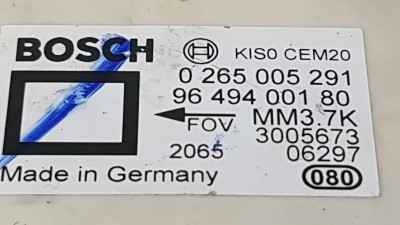 BOSCH KIS0 CEM20
0 265 005 291
96 494 001 80
FOV MM3.7K
3005673
2065 06297
Made in Germany 080